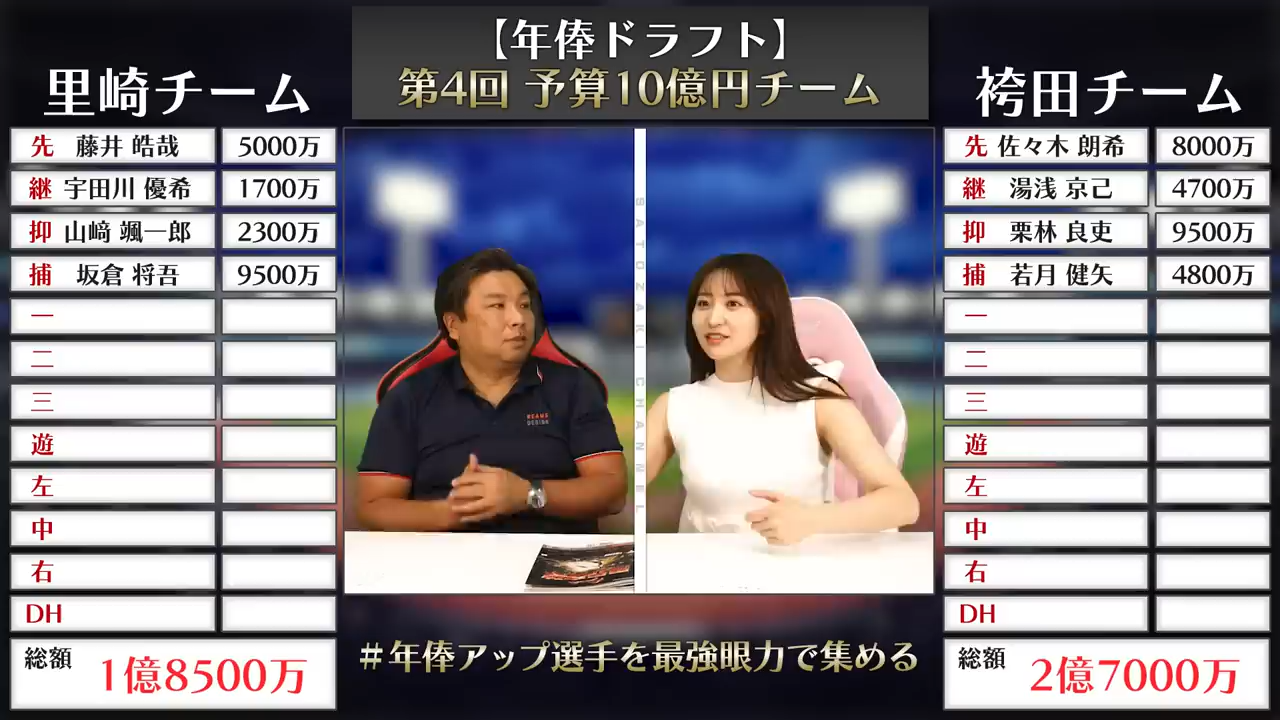 【年俸ドラフト】
第4回 予算10億円チーム
里崎チーム
先 藤井 皓哉 5000万
継 宇田川 優希 1700万
抑 山﨑 颯一郎 2300万
捕 坂倉 将吾 9500万
一
二
三
遊
左
中
右
DH
総額 1億8500万
SATOZAKI CHANNEL
BEAMS
DESIGN
袴田チーム
先 佐々木 朗希 8000万
継 湯浅 京己 4700万
抑 栗林 良吏 9500万
捕 若月 健矢 4800万
一
二
三
遊
左
中
右
DH
総額 2億7000万
#年俸アップ選手を最強眼力で集める